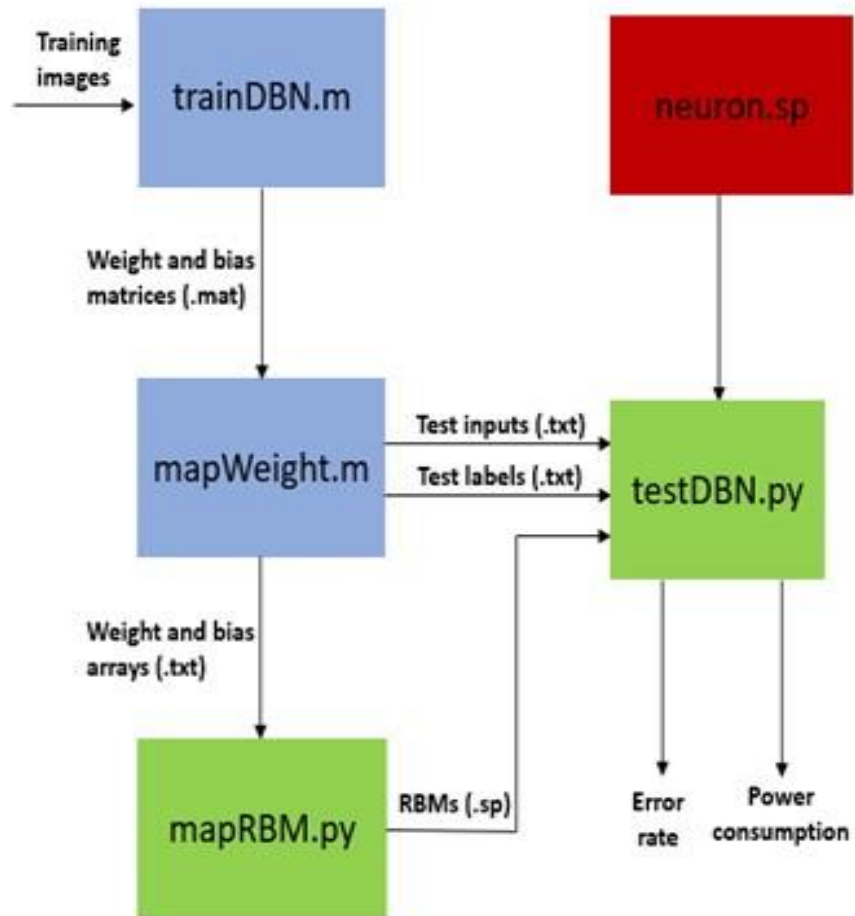 Training
images
trainDBN.m
neuron.sp
Weight and bias
matrices (.mat)
mapWeight.m
Test inputs (.txt)
Test labels (.txt)
testDBN.py
Weight and bias
arrays (.txt)
mapRBM.py
RBMs (.sp)
Error
rate
Power
consumption